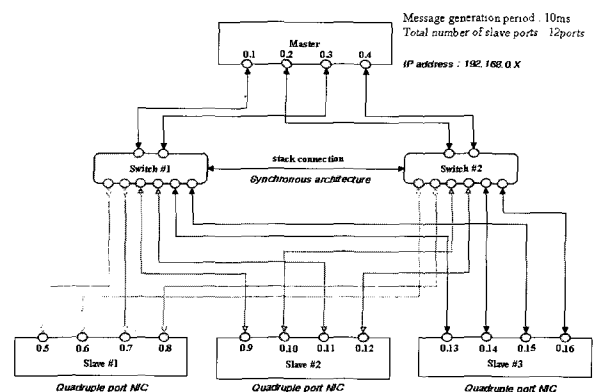 Message generation period . 10ms
Total number of slave ports 12ports
IP address : 192.168.0.X
Master
0.1 0.2 0.3 0.4
Switch #1
stack connection
Synchronous architecture
Switch #2
0.5 0.6 0.7 0.8
Slave #1
0.9 0.10 0.11 0.12
Slave #2
0.13 0.14 0.15 0.16
Slave #3
Quadruple port NIC
Quadruple port NIC
Quadruple port NIC